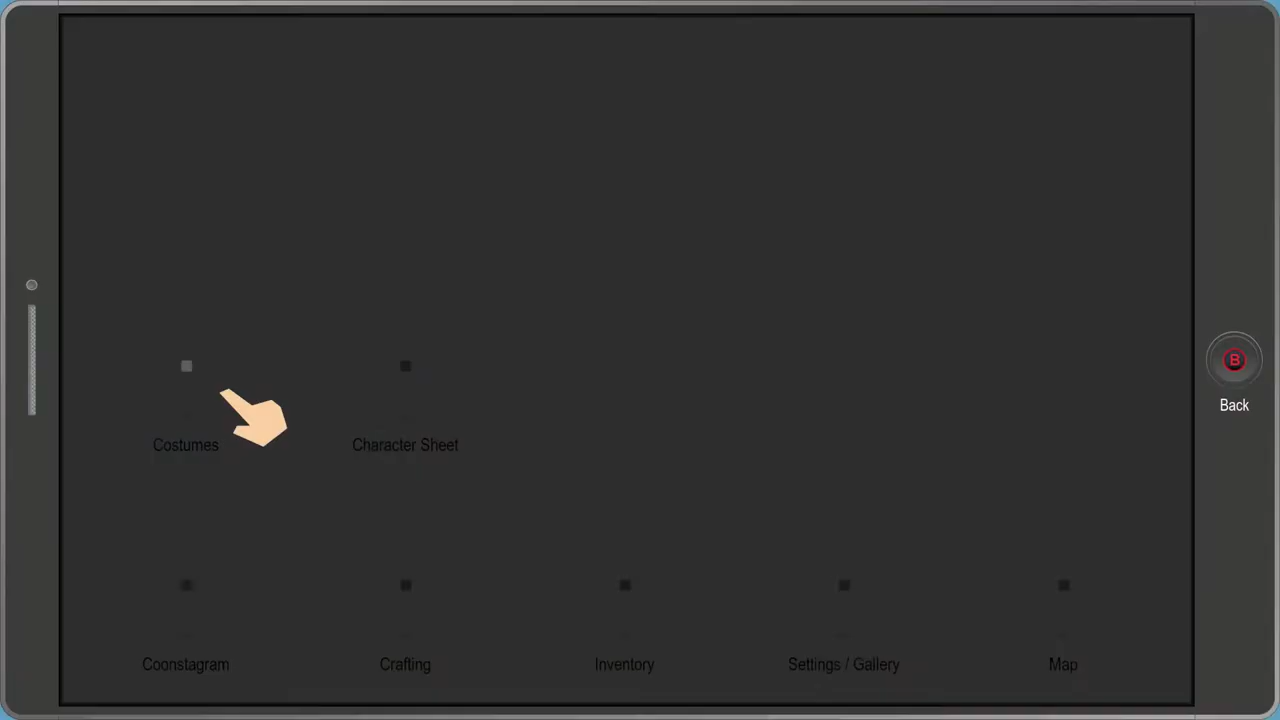 B
Back
Costumes
Character Sheet
Coonstagram
Crafting
Inventory
Settings / Gallery
Map